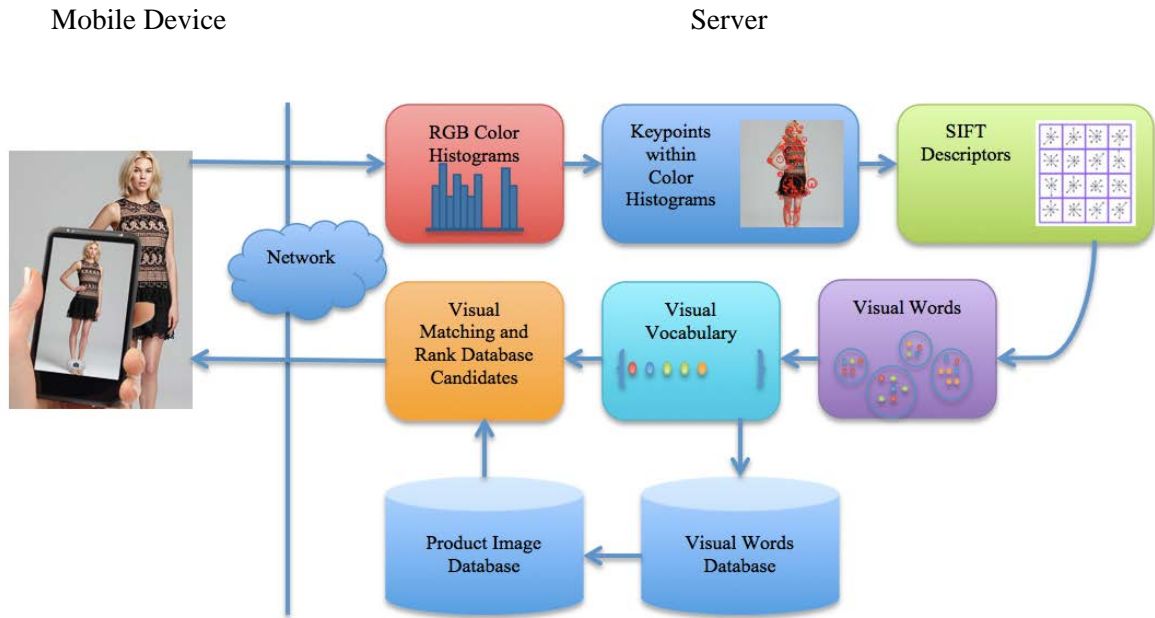 Mobile Device
Server
RGB Color
Histograms
Keypoints
within
Color
Histograms
SIFT
Descriptors
Network
Visual
Matching and
Rank Database
Candidates
Visual
Vocabulary
Visual Words
Product Image
Database
Visual Words
Database